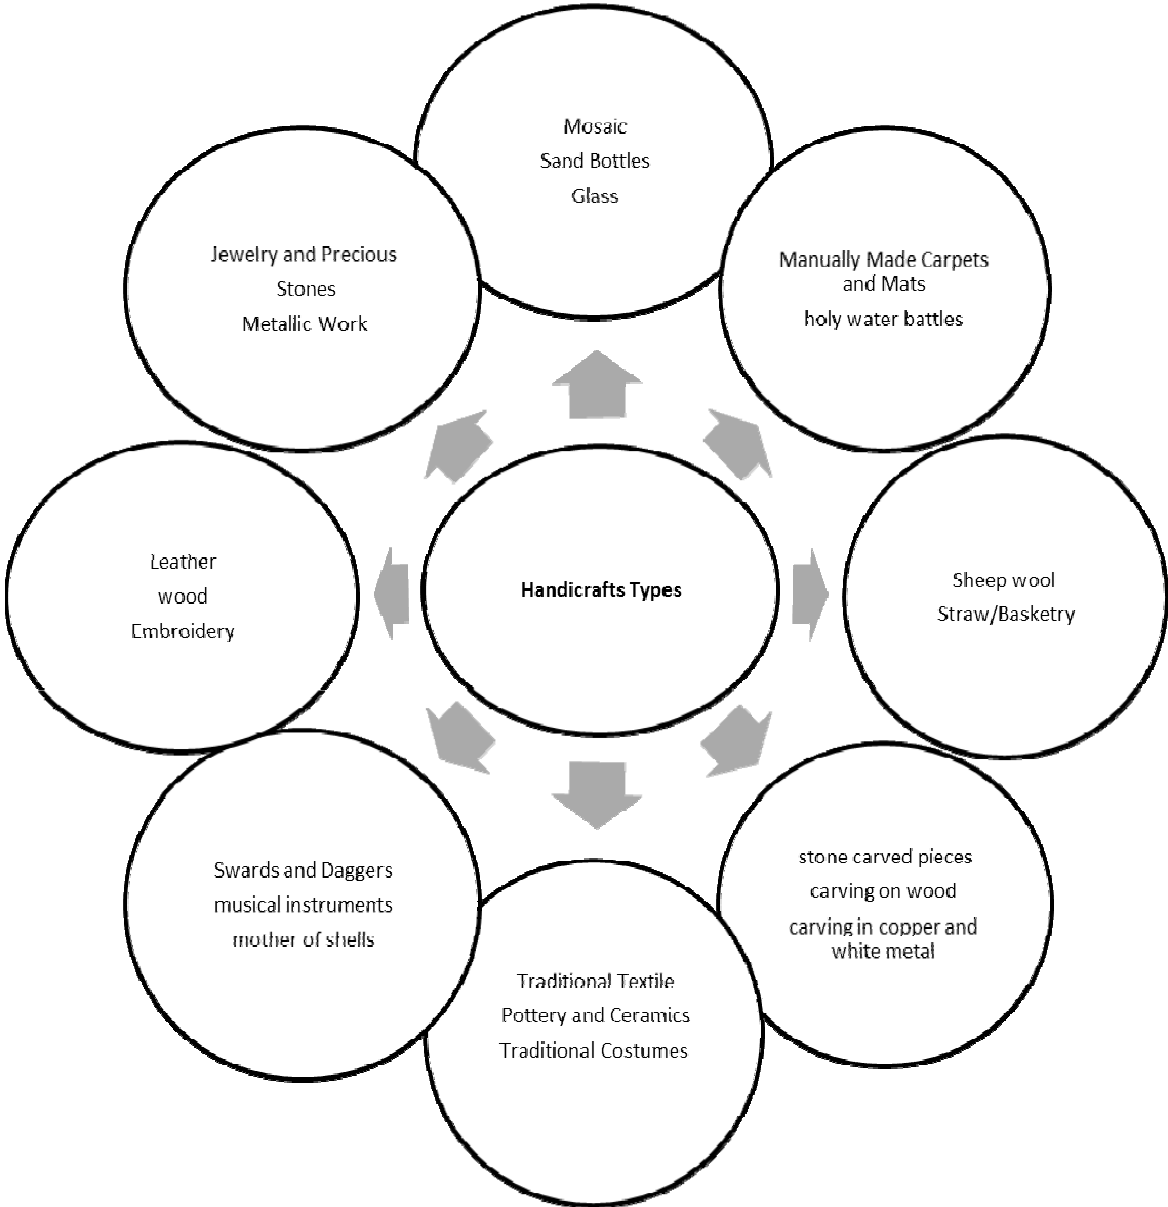 Mosaic
Sand Bottles
Glass
Jewelry and Precious
Stones
Metallic Work
Manually Made Carpets
and Mats
holy water battles
Leather
wood
Embroidery
Handicrafts Types
Sheep wool
Straw/Basketry
Swards and Daggers
musical instruments
mother of shells
stone carved pieces
carving on wood
carving in copper and
white metal
Traditional Textile
Pottery and Ceramics
Traditional Costumes